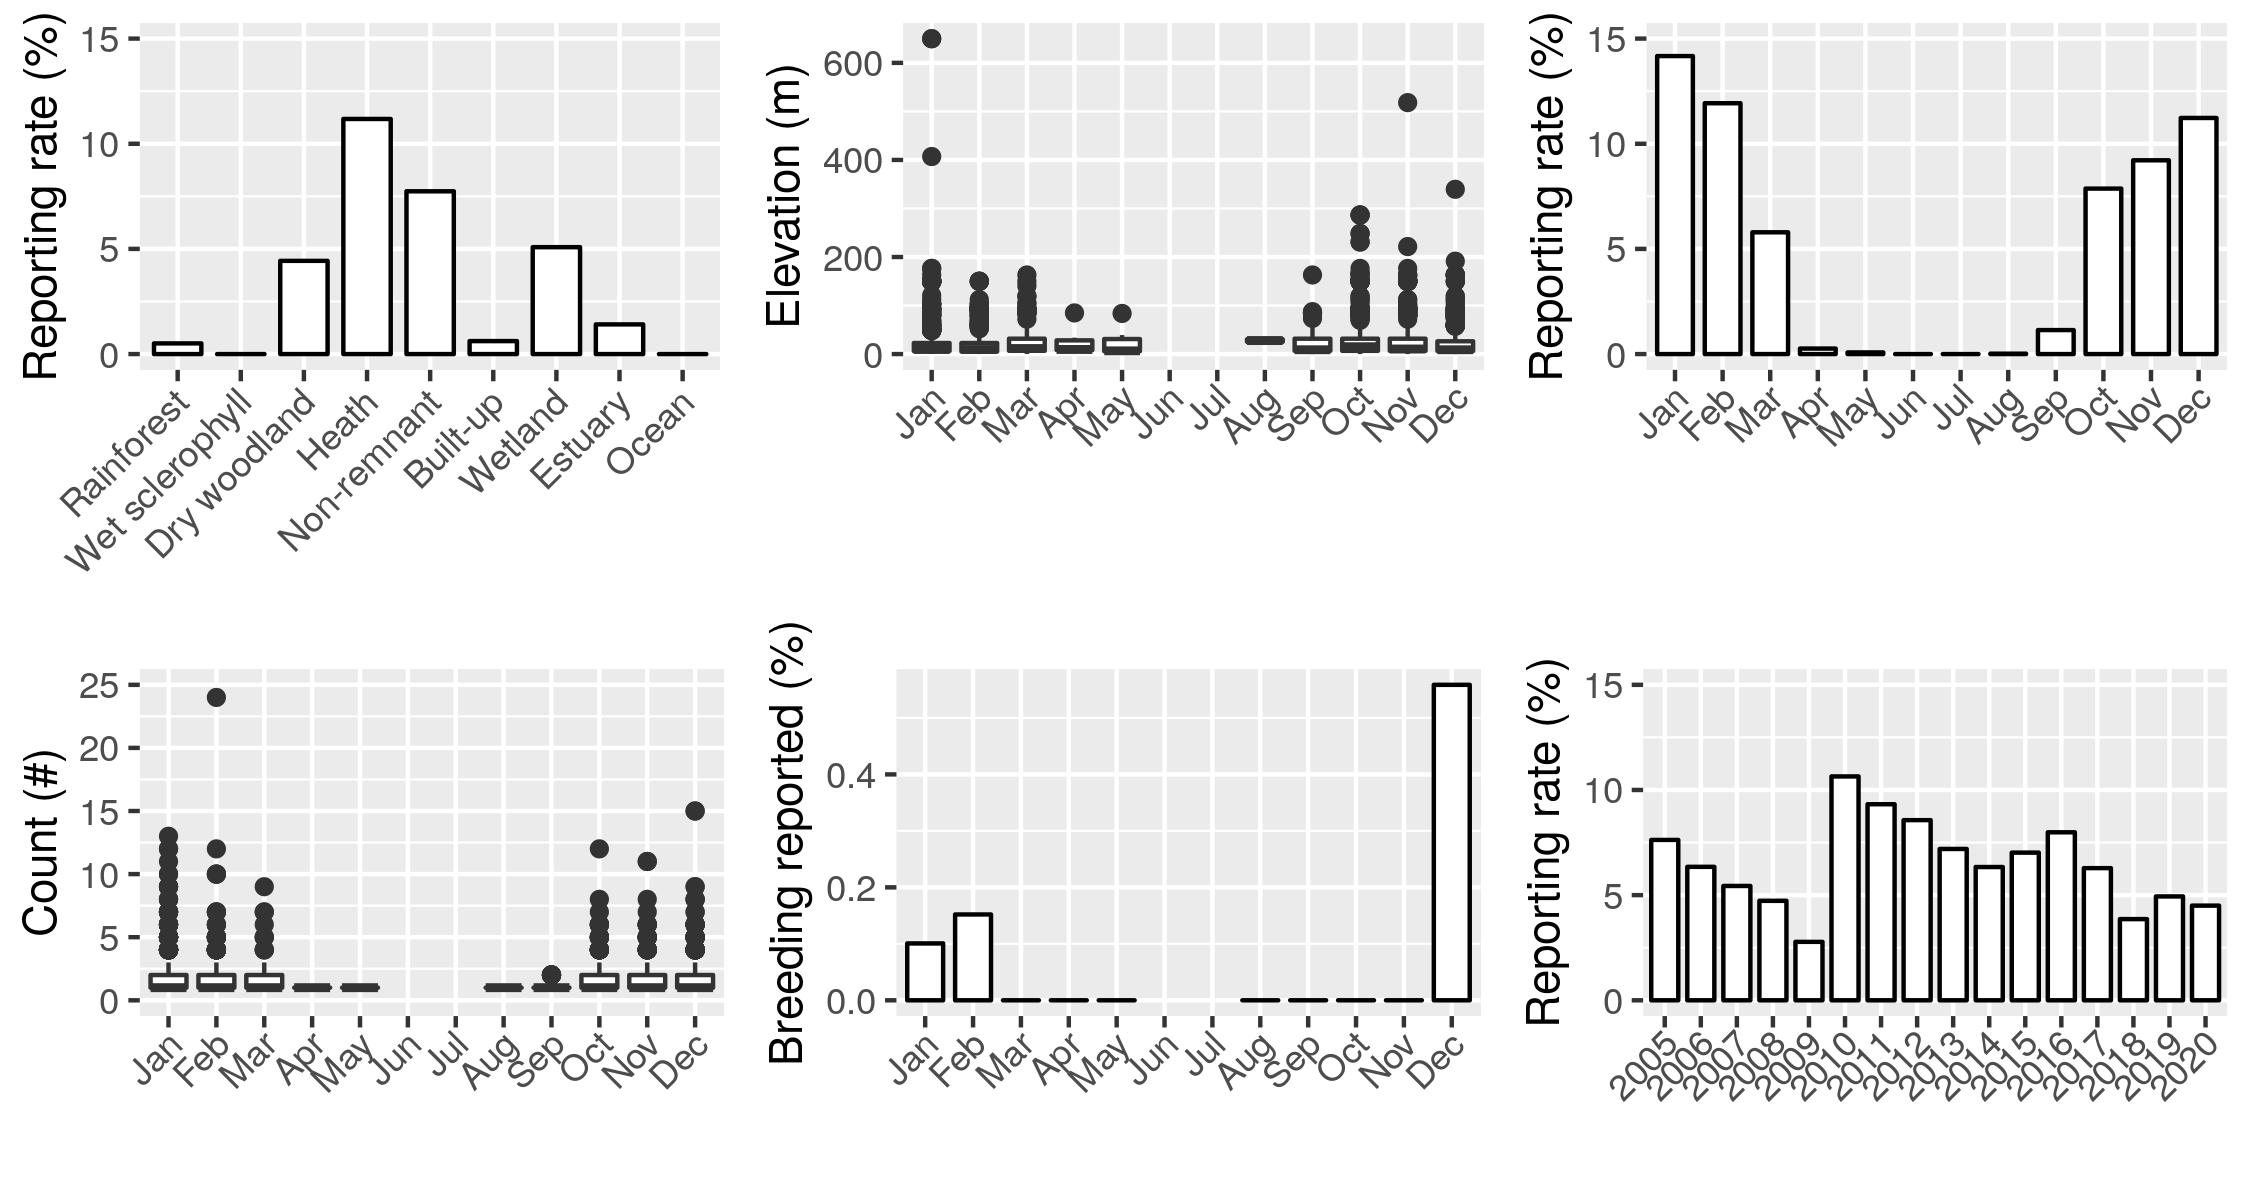 Reporting rate (%)
15
10
5
0
Rainforest
Wet sclerophyll
Dry woodland
Heath
Non-remnant
Built-up
Wetland
Estuary
Ocean
Elevation (m)
600
400
200
0
Jan
Feb
Mar
Apr
May
Jun
Jul
Aug
Sep
Oct
Nov
Dec
Reporting rate (%)
15
10
5
0
Jan
Feb
Mar
Apr
May
Jun
Jul
Aug
Sep
Oct
Nov
Dec
Count (#)
25
20
15
10
5
0
Jan
Feb
Mar
Apr
May
Jun
Jul
Aug
Sep
Oct
Nov
Dec
Breeding reported (%)
0.4
0.2
0.0
Jan
Feb
Mar
Apr
May
Jun
Jul
Aug
Sep
Oct
Nov
Dec
Reporting rate (%)
15
10
5
0
2005
2006
2007
2008
2009
2010
2011
2012
2013
2014
2015
2016
2017
2018
2019
2020